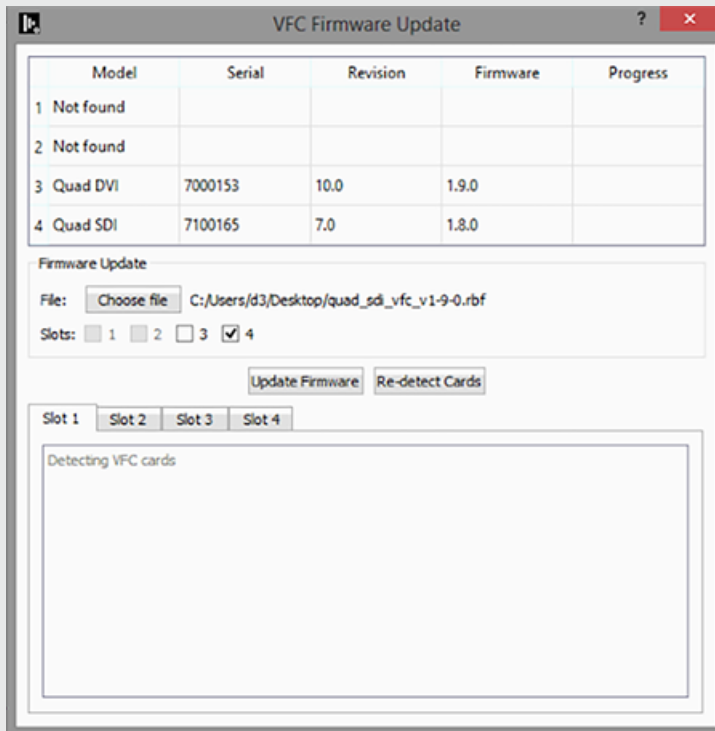 VFC Firmware Update ? ×
Model Serial Revision Firmware Progress
1 Not found
2 Not found
3 Quad DVI 7000153 10.0 1.9.0
4 Quad SDI 7100165 7.0 1.8.0
Firmware Update
File: Choose file C:/Users/d3/Desktop/quad_sdi_vfc_v1-9-0.rbf
Slots: 1 2 3 4
Update Firmware Re-detect Cards
Slot 1 Slot 2 Slot 3 Slot 4
Detecting VFC cards